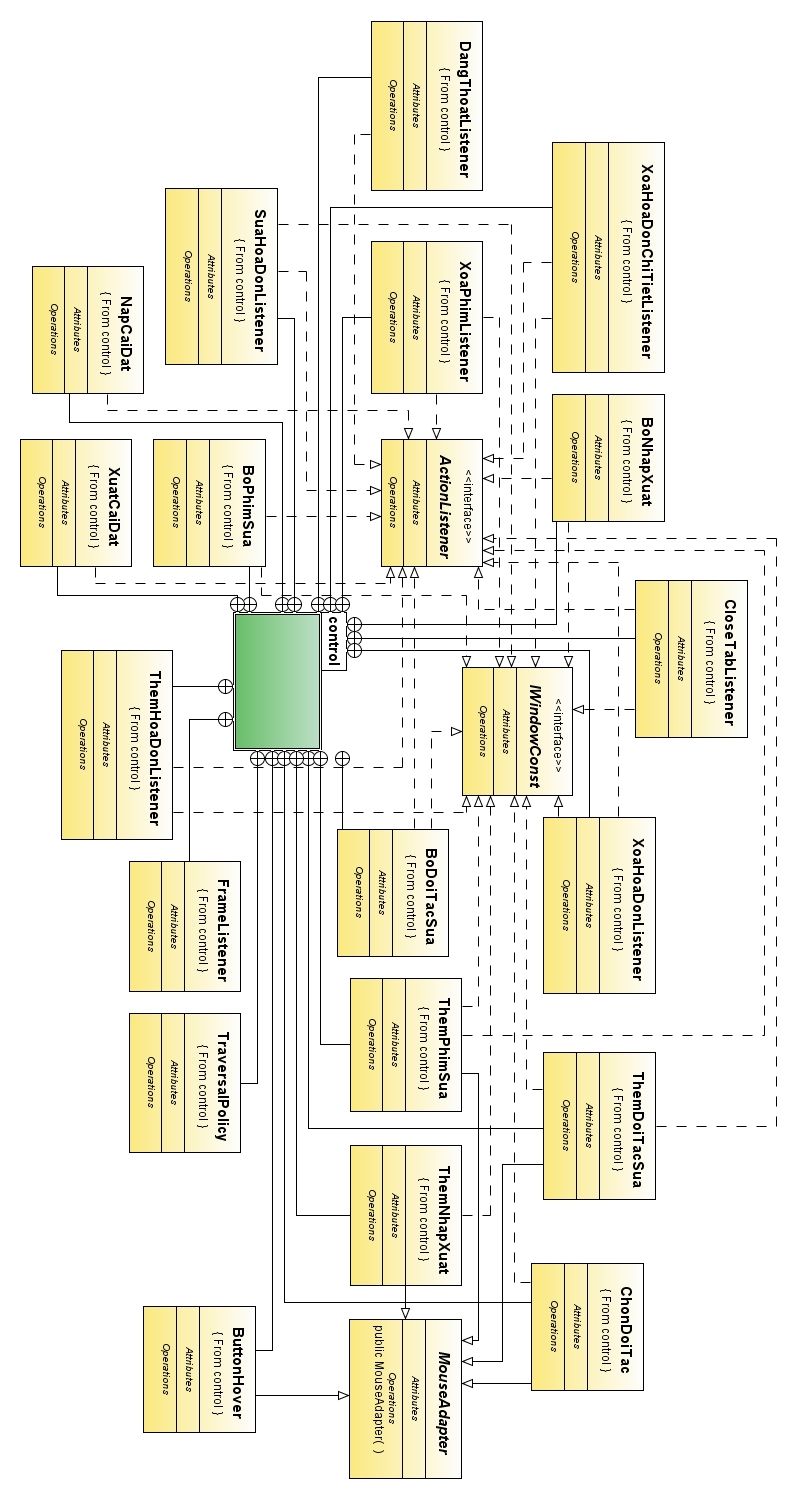 DangThoatListener
{ From control }
Attributes
Operations
XoaHoaDonChiTietListener
{ From control }
Attributes
Operations
SuaHoaDonListener
{ From control }
Attributes
Operations
XoaPhimListener
{ From control }
Attributes
Operations
NapCaiDat
{ From control }
Attributes
Operations
BoNhapXuat
{ From control }
Attributes
Operations
XuatCaiDat
{ From control }
Attributes
Operations
BoPhimSua
{ From control }
Attributes
Operations
<<interface>>
ActionListener
Attributes
Operations
CloseTabListener
{ From control }
Attributes
Operations
control
<<interface>>
IWindowConst
Attributes
Operations
ThemHoaDonListener
{ From control }
Attributes
Operations
XoaHoaDonListener
{ From control }
Attributes
Operations
BoDoiTacSua
{ From control }
Attributes
Operations
FrameListener
{ From control }
Attributes
Operations
ThemPhimSua
{ From control }
Attributes
Operations
TraversalPolicy
{ From control }
Attributes
Operations
ThemDoiTacSua
{ From control }
Attributes
Operations
ThemNhapXuat
{ From control }
Attributes
Operations
ChonDoiTac
{ From control }
Attributes
Operations
ButtonHover
{ From control }
Attributes
Operations
MouseAdapter
Attributes
Operations
public MouseAdapter( )